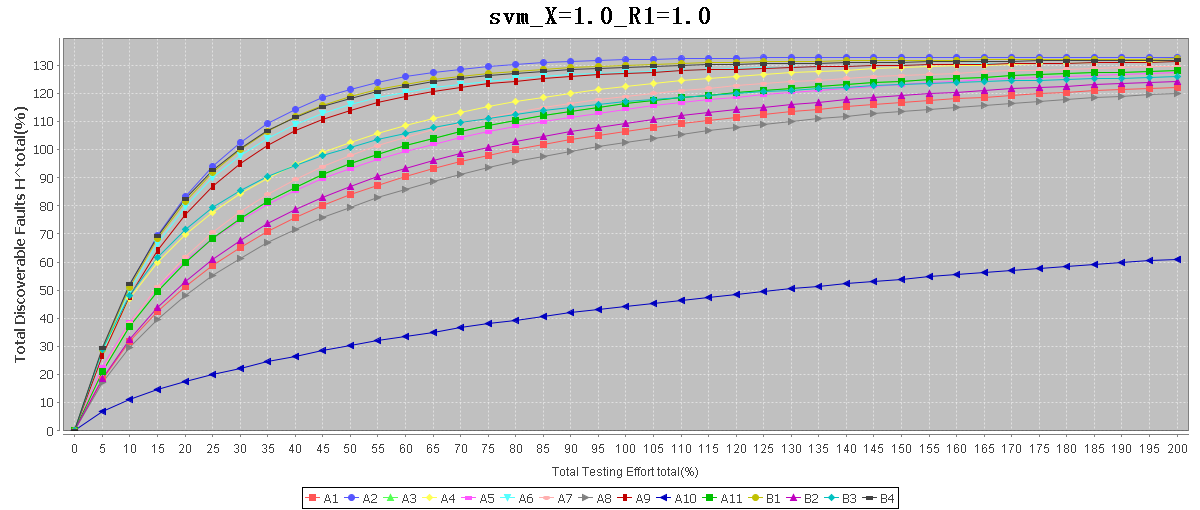 svm_X=1.0_R1=1.0
Total Discoverable Faults H^total(%)
130
120
110
100
90
80
70
60
50
40
30
20
10
0
0 5 10 15 20 25 30 35 40 45 50 55 60 65 70 75 80 85 90 95 100 105 110 115 120 125 130 135 140 145 150 155 160 165 170 175 180 185 190 195 200
Total Testing Effort total(%)
A1 A2 A3 A4 A5 A6 A7 A8 A9 A10 A11 B1 B2 B3 B4